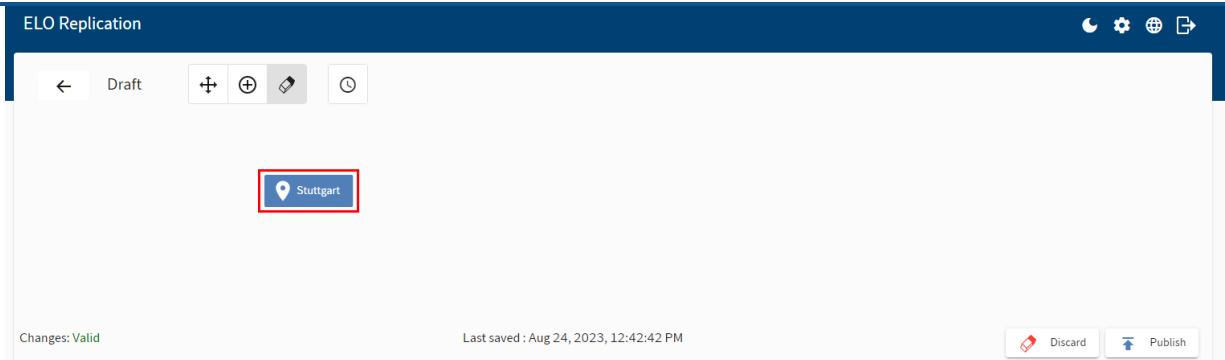 ELO Replication
Draft
Stuttgart
Changes: Valid
Last saved : Aug 24, 2023, 12:42:42 PM
Discard
Publish